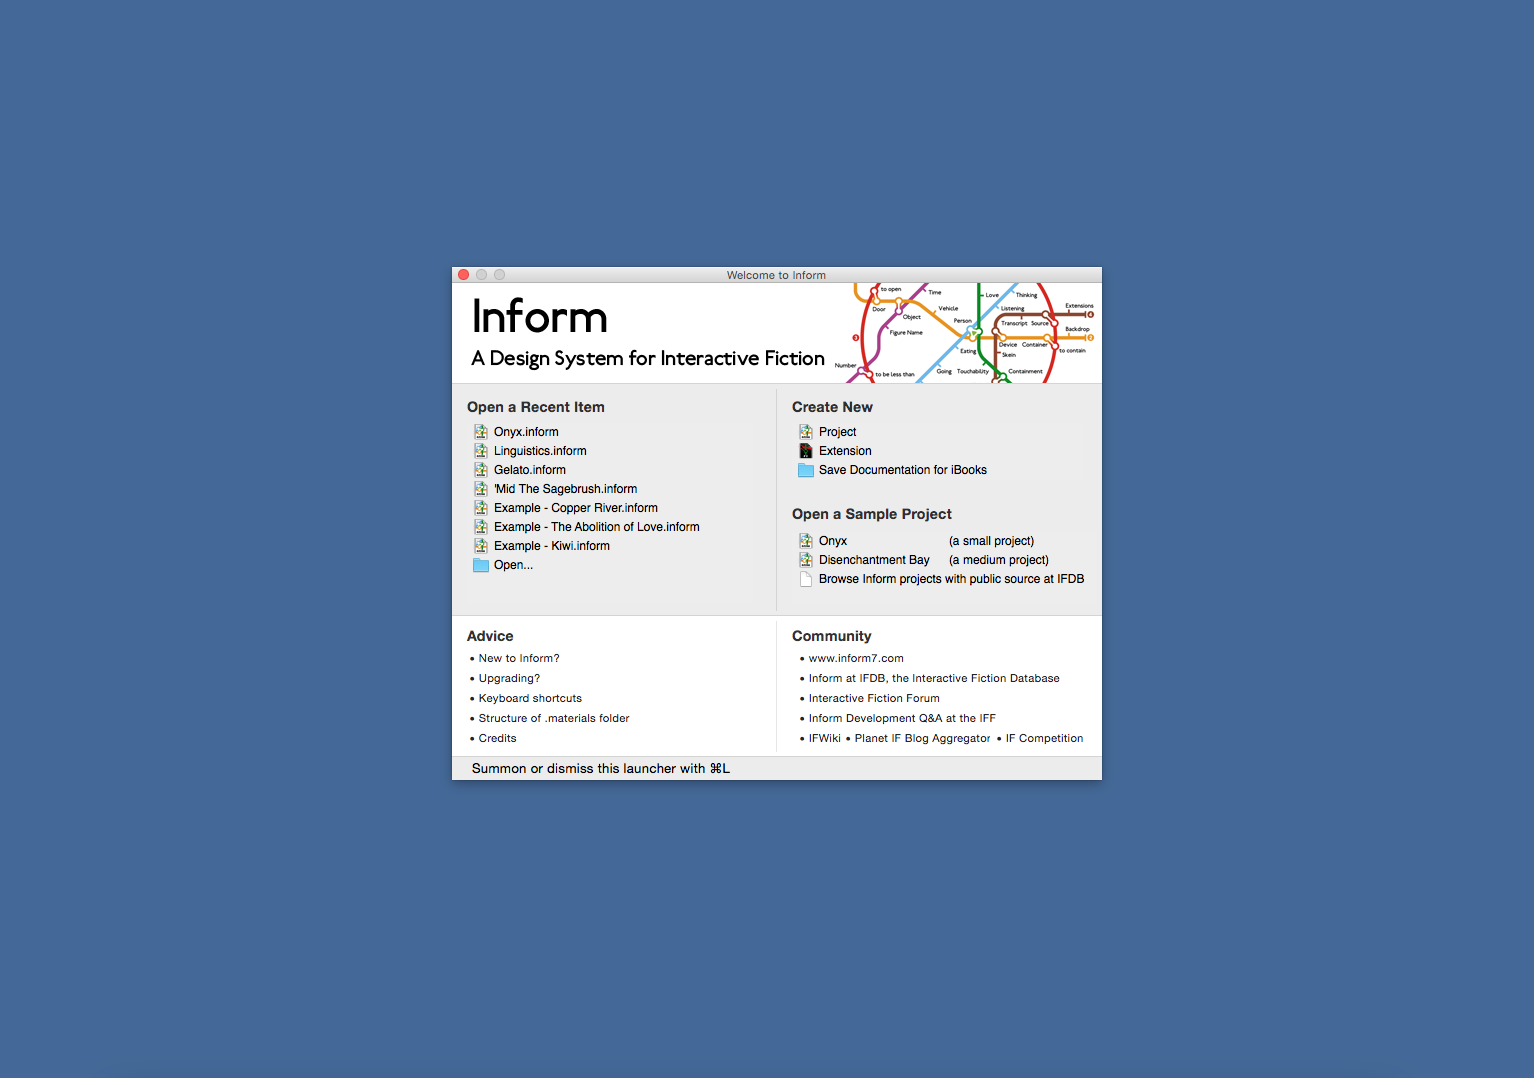 Welcome to Inform
Inform
A Design System for Interactive Fiction
to open
Time
Love
Thinking
Door
Object
Vehicle
Listening
Extensions
4
Figure Name
Person
Transcript
Source
Backdrop
3
2
Device
Container
Eating
Skein
to contain
Number
to be less than
Going
Touchability
Containment
Open a Recent Item
Onyx.inform
Linguistics.inform
Gelato.inform
'Mid The Sagebrush.inform
Example - Copper River.inform
Example - The Abolition of Love.inform
Example - Kiwi.inform
Open...
Create New
Project
Extension
Save Documentation for iBooks
Open a Sample Project
Onyx (a small project)
Disenchantment Bay (a medium project)
Browse Inform projects with public source at IFDB
Advice
• New to Inform?
• Upgrading?
• Keyboard shortcuts
• Structure of .materials folder
• Credits
Community
• www.inform7.com
• Inform at IFDB, the Interactive Fiction Database
• Interactive Fiction Forum
• Inform Development Q&A at the IFF
• IFWiki • Planet IF Blog Aggregator • IF Competition
Summon or dismiss this launcher with ⌘L